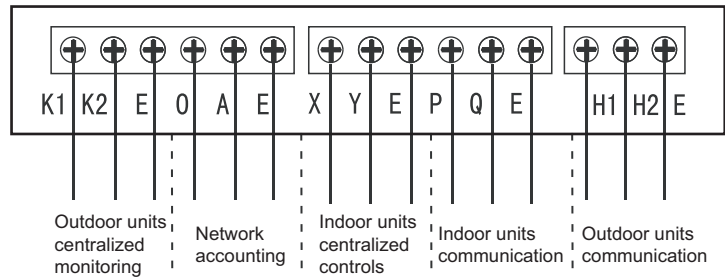 K1 K2 E O A E X Y E P Q E H1 H2 E
Outdoor units
centralized
monitoring
Network
accounting
Indoor units
centralized
controls
Indoor units
communication
Outdoor units
communication